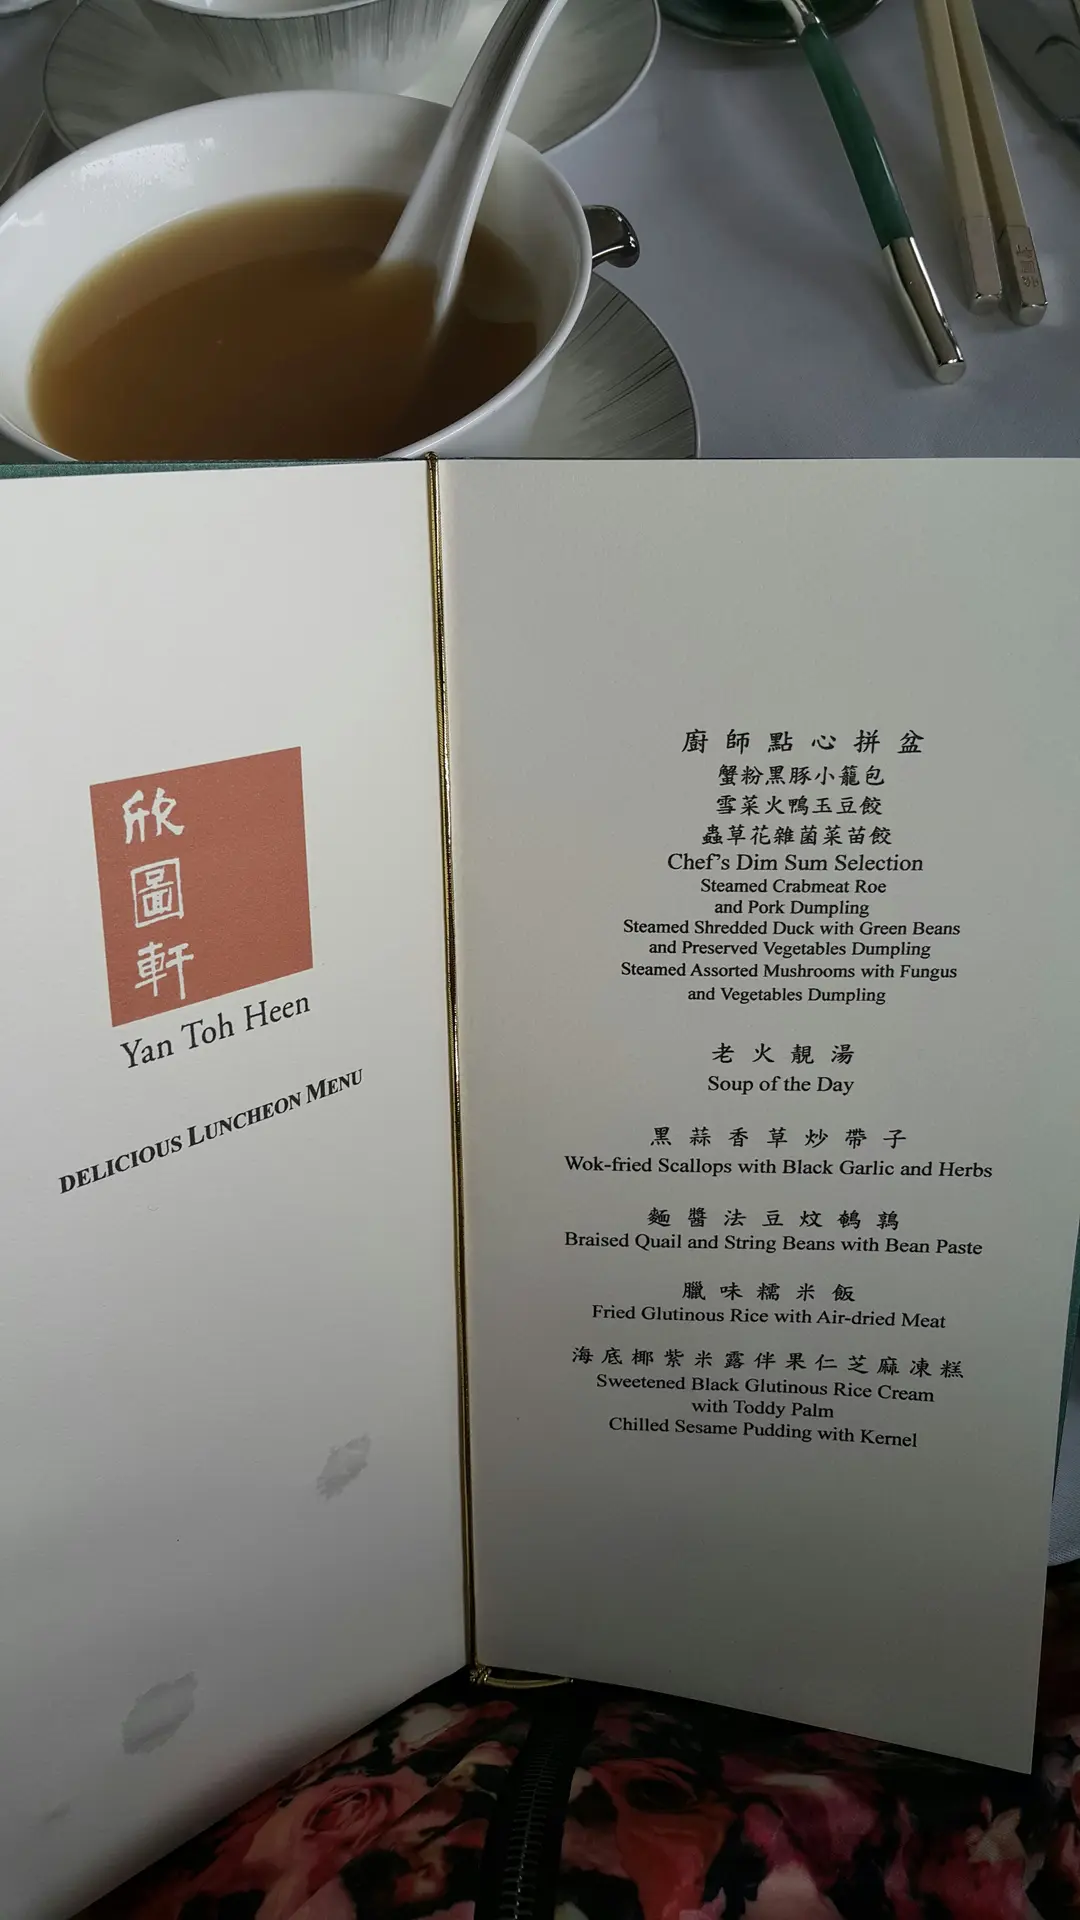 欣
圖
軒
Yan Toh Heen
DELICIOUS LUNCHEON MENU
廚師點心拼盆
蟹粉黑豚小籠包
雪菜火鴨玉豆餃
蟲草花雜菌菜苗餃
Chef's Dim Sum Selection
Steamed Crabmeat Roe
and Pork Dumpling
Steamed Shredded Duck with Green Beans
and Preserved Vegetables Dumpling
Steamed Assorted Mushrooms with Fungus
and Vegetables Dumpling
老火靚湯
Soup of the Day
黑蒜香草炒帶子
Wok-fried Scallops with Black Garlic and Herbs
麵醬法豆炆鵪鶉
Braised Quail and String Beans with Bean Paste
臘味糯米飯
Fried Glutinous Rice with Air-dried Meat
海底椰紫米露伴果仁芝麻凍糕
Sweetened Black Glutinous Rice Cream
with Toddy Palm
Chilled Sesame Pudding with Kernel